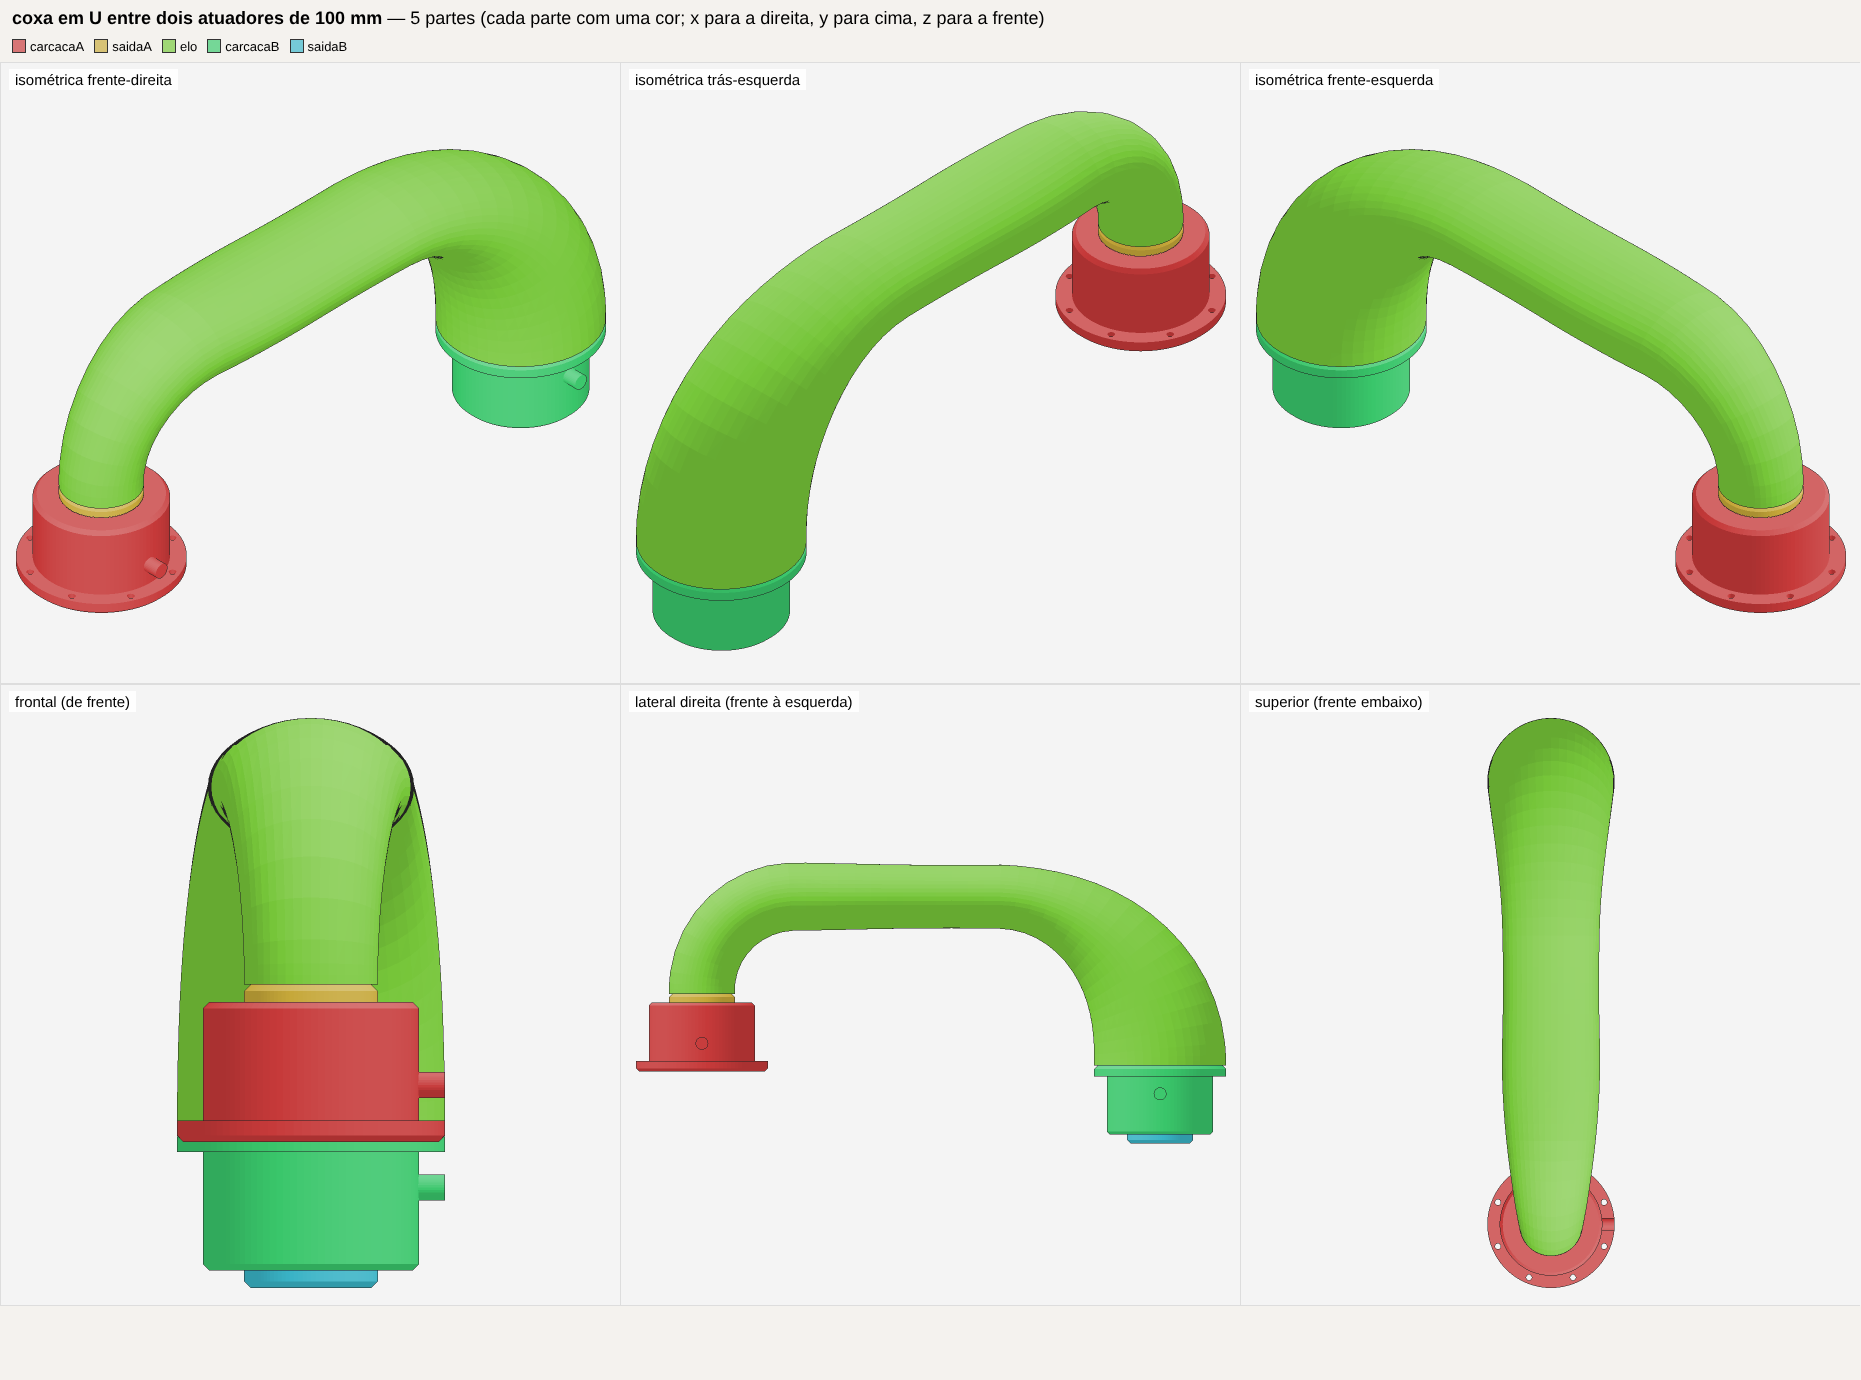 coxa em U entre dois atuadores de 100 mm — 5 partes (cada parte com uma cor; x para a direita, y para cima, z para a frente)
carcacaA saidaA elo carcacaB saidaB
isométrica frente-direita
isométrica trás-esquerda
isométrica frente-esquerda
frontal (de frente)
lateral direita (frente à esquerda)
superior (frente embaixo)